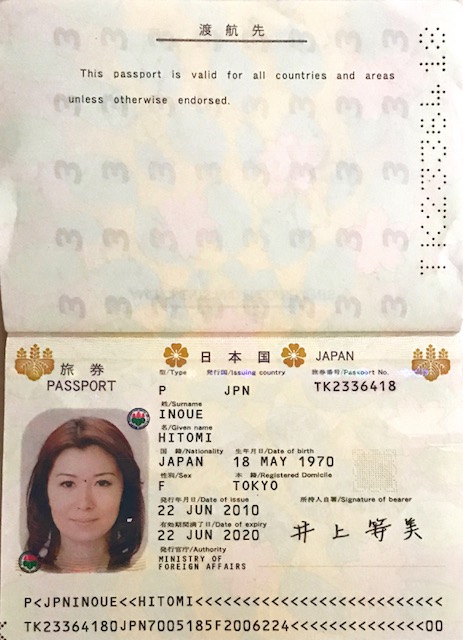 渡航先
This passport is valid for all countries and areas
unless otherwise endorsed.
TK2336418
旅券 日本国 JAPAN
PASSPORT
型/Type 発行国/Issuing country 旅券番号/Passport No.
P JPN TK2336418
姓/Surname
INOUE
名/Given name
HITOMI
国籍/Nationality 生年月日/Date of birth
JAPAN 18 MAY 1970
性別/Sex 本籍/Registered Domicile
F TOKYO
発行年月日/Date of issue 所持人自署/Signature of bearer
22 JUN 2010
有効期間満了日/Date of expiry
22 JUN 2020 井上等美
発行官庁/Authority
MINISTRY OF
FOREIGN AFFAIRS
P<JPNINOUE<<HITOMI<<<<<<<<<<<<<<<<<<<<<<<<<<
TK23364180JPN7005185F2006224<<<<<<<<<<<<<<00